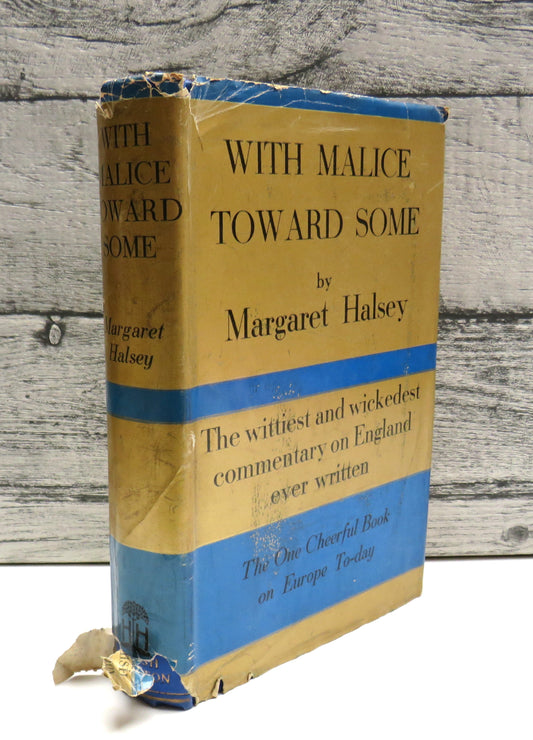 WITH
MALICE
TOWARD
SOME
Margaret
Halsey
HH
WITH MALICE
TOWARD SOME
by
Margaret Halsey
The wittiest and wickedest
commentary on England
ever written
The One Cheerful Book
on Europe To-day